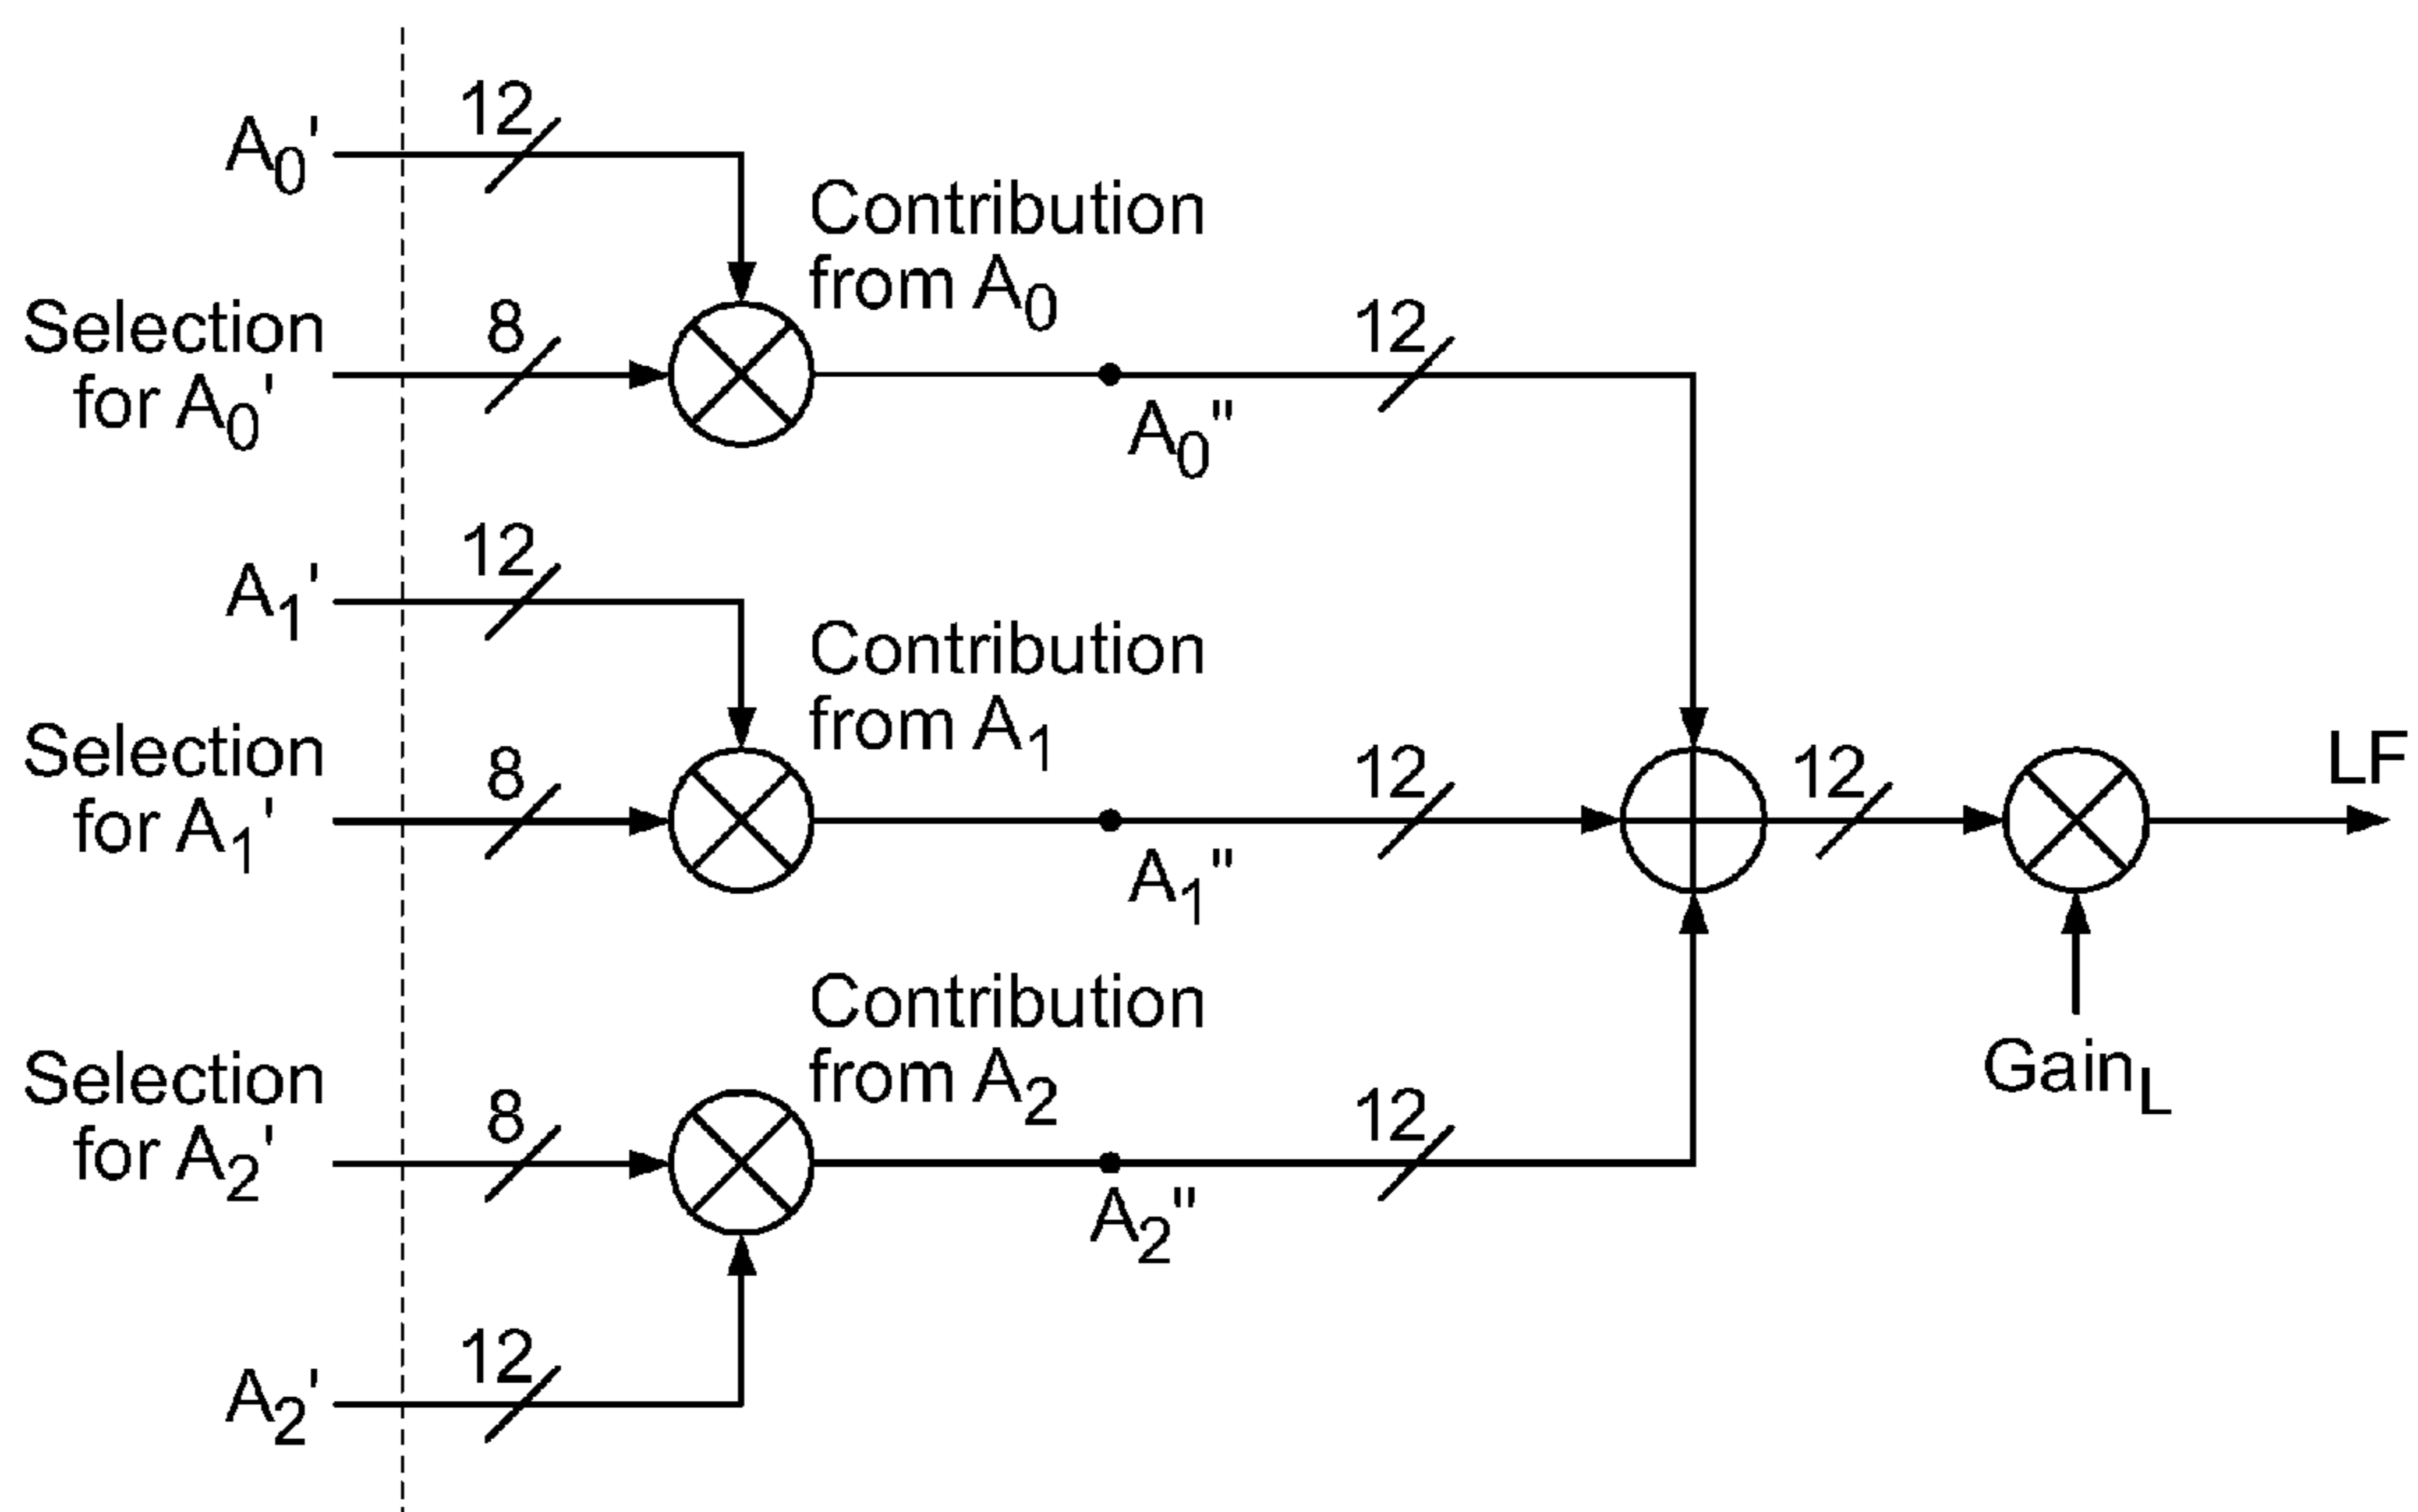 12
A0'
Contribution
from A0
Selection
for A0'
8
12
A0"
12
A1'
Contribution
from A1
Selection
for A1'
8
12
12
LF
A1"
Contribution
from A2
GainL
Selection
for A2'
8
12
A2"
12
A2'